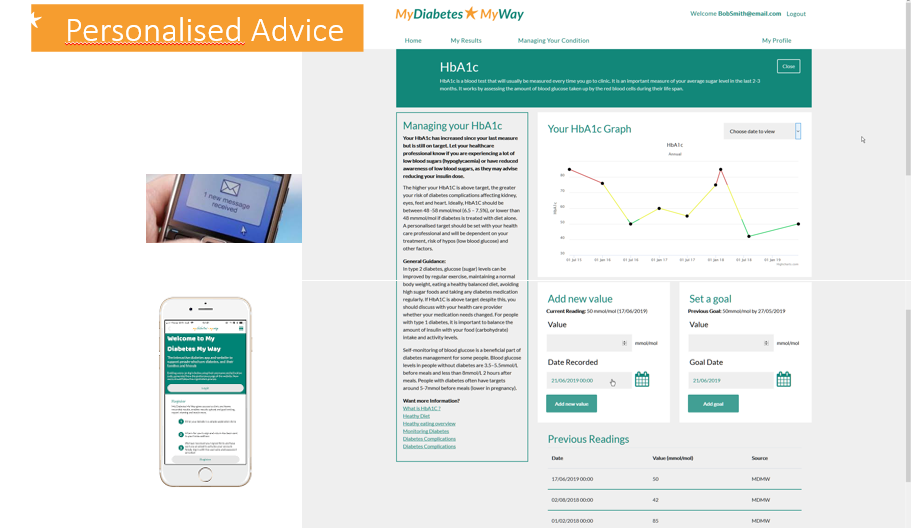 Personalised Advice
MyDiabetes MyWay
Welcome BobSmith@email.com Logout
Home My Results Managing Your Condition My Profile
HbA1c
Close
HbA1c is a blood test that will usually be measured every time you go to clinic. It is an important measure of your average sugar level in the last 2-3
months. It works by assessing the amount of blood glucose taken up by the red blood cells during their life span.
Managing your HbA1c
Your HbA1C has increased since your last measure
but is still on target. Let your healthcare
professional know if you are experiencing a lot of
low blood sugars (hypoglycaemia) or have reduced
awareness of low blood sugars, as they may advise
reducing your insulin dose.
The higher your HbA1C is above target, the greater
your risk of diabetes complications affecting kidney,
eyes, feet and heart. Ideally, HbA1C should be
between 48 -58 mmol/mol (6.5 – 7.5%), or lower than
48 mmmol/mol if diabetes is treated with diet alone.
A personalised target should be set with your health
care professional and will be dependent on your
treatment, risk of hypos (low blood glucose) and
other factors.
General Guidance:
In type 2 diabetes, glucose (sugar) levels can be
improved by regular exercise, maintaining a normal
body weight, eating a healthy balanced diet, avoiding
high sugar foods and taking any diabetes medication
regularly. If HbA1C is above target despite this, you
should discuss with your health care provider
whether your medication needs changed. For people
with type 1 diabetes, it is important to balance the
amount of insulin with your food (carbohydrate)
intake and activity levels.
Self-monitoring of blood glucose is a beneficial part of
diabetes management for some people. Blood glucose
levels in people without diabetes are 3.5–5.5mmol/L
before meals and less than 8mmol/L 2 hours after
meals. People with diabetes often have targets
around 5-7mmol before meals (lower in pregnancy).
Want more Information?
What is HbA1C ?
Heathy Diet
Heathy eating overview
Monitoring Diabetes
Diabetes Complications
Diabetes Complications
Your HbA1c Graph
Choose date to view
HbA1c
Annual
HbA1c
80
70
60
50
40
30
01 Jul 15 01 Jan 16 01 Jul 16 01 Jan 17 01 Jul 17 01 Jan 18 01 Jul 18 01 Jan 19
Highcharts.com
Add new value
Current Reading: 50 mmol/mol (17/06/2019)
Value
mmol/mol
Date Recorded
21/06/2019 00:00
Add new value
Set a goal
Previous Goal: 50mmol/mol by 27/05/2019
Value
mmol/mol
Goal Date
21/06/2019
Add goal
Previous Readings
Date Value (mmol/mol) Source
17/06/2019 00:00 50 MDMW
02/08/2018 00:00 42 MDMW
01/02/2018 00:00 85 MDMW
1 new message
received
Welcome to My
Diabetes My Way